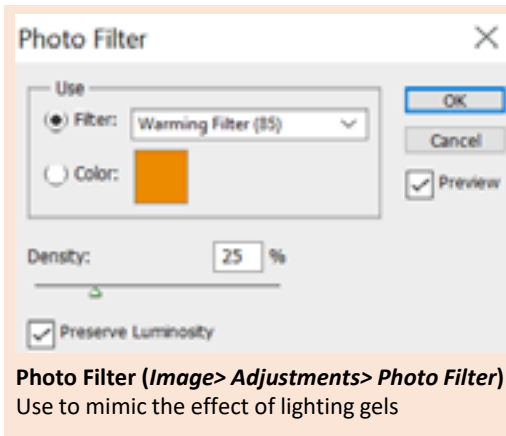 Photo Filter
Use
Filter: Warming Filter (85)
OK
Cancel
Color:
Preview
Density: 25 %
Preserve Luminosity
Photo Filter (Image> Adjustments> Photo Filter)
Use to mimic the effect of lighting gels